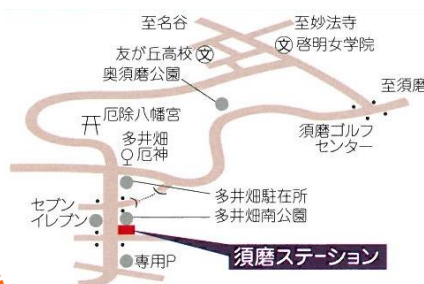 至名谷
至妙法寺
友が丘高校
文
文
啓明女学院
奥須磨公園
至須磨
厄除八幡宮
須磨ゴルフ
センター
多井畑
厄神
多井畑駐在所
セブン
イレブン
多井畑南公園
須磨ステーション
専用P